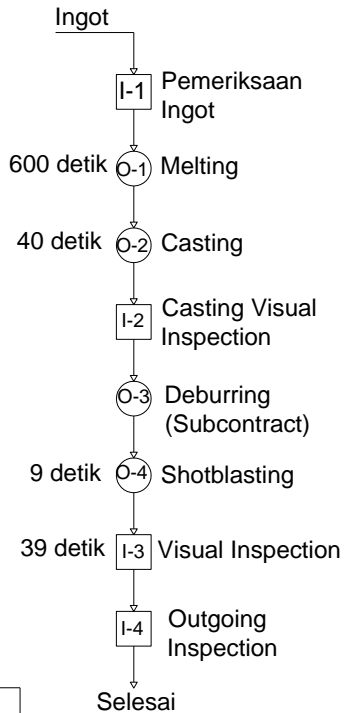 Ingot
I-1 Pemeriksaan
Ingot
600 detik O-1 Melting
40 detik O-2 Casting
I-2 Casting Visual
Inspection
O-3 Deburring
(Subcontract)
9 detik O-4 Shotblasting
39 detik I-3 Visual Inspection
I-4 Outgoing
Inspection
Selesai